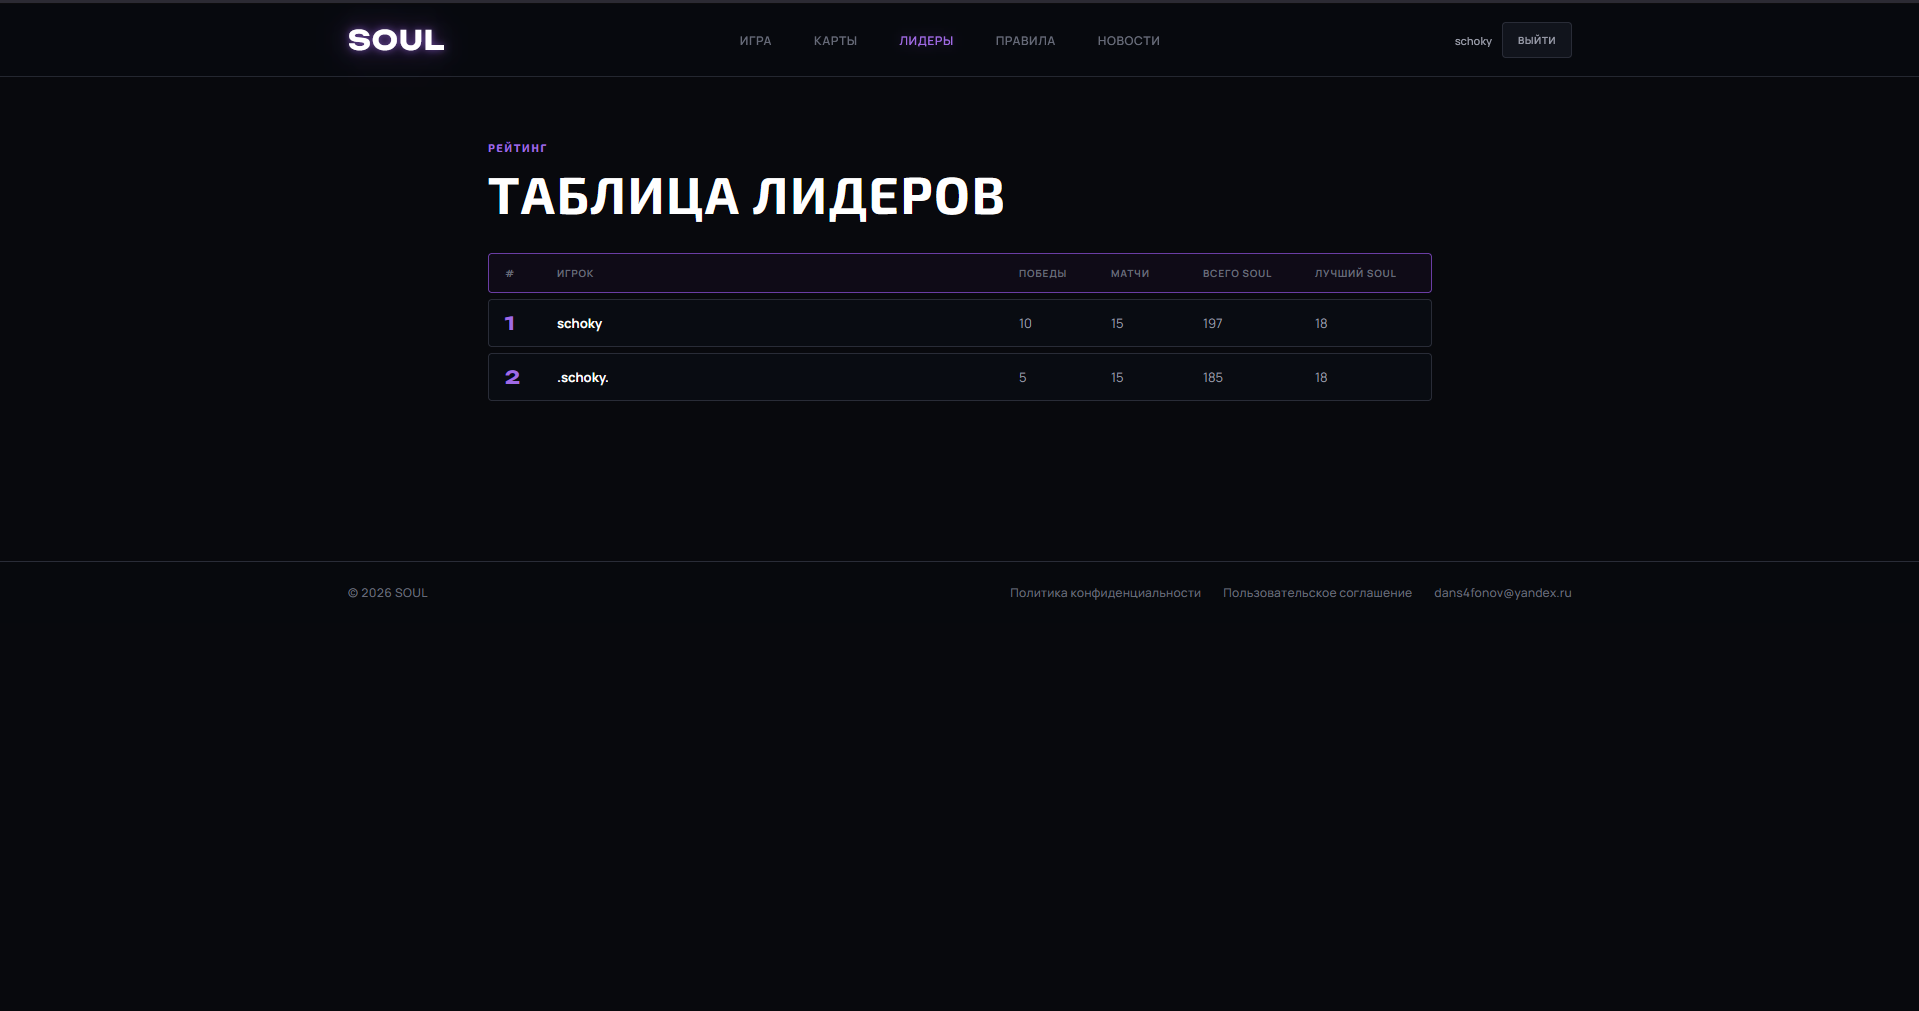 SOUL
ИГРА КАРТЫ ЛИДЕРЫ ПРАВИЛА НОВОСТИ
schoky ВЫЙТИ
РЕЙТИНГ
ТАБЛИЦА ЛИДЕРОВ
# ИГРОК ПОБЕДЫ МАТЧИ ВСЕГО SOUL ЛУЧШИЙ SOUL
1 schoky 10 15 197 18
2 .schoky. 5 15 185 18
© 2026 SOUL Политика конфиденциальности Пользовательское соглашение dans4fonov@yandex.ru